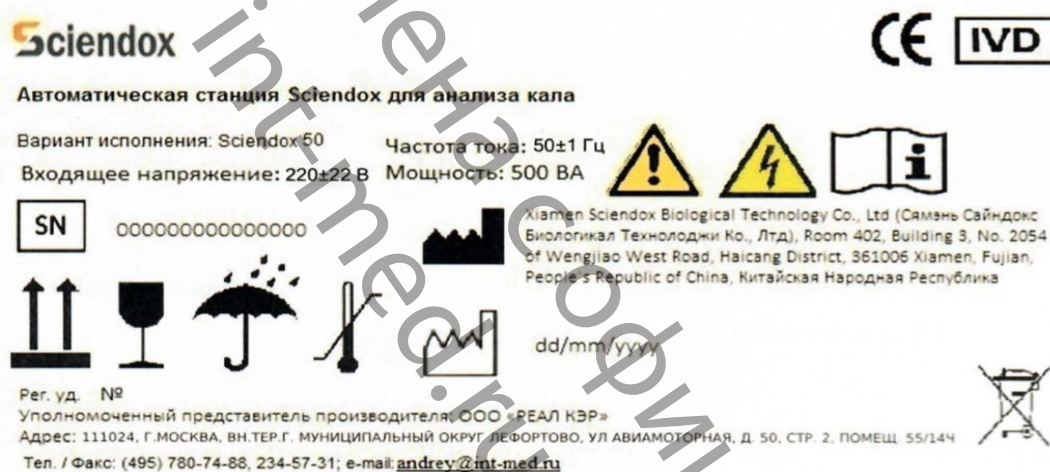 Sciendox
CE IVD
Автоматическая станция Sciendox для анализа кала
Вариант исполнения: Sciendox 50
Частота тока: 50±1 Гц
Входящее напряжение: 220±22 В
Мощность: 500 ВА
SN
0000000000000000
Xiamen Sciendox Biological Technology Co., Ltd (Сямэнь Сайндокс
Биологикал Технолоджи Ко., Лтд), Room 402, Building 3, No. 2054
of Wengjiao West Road, Haicang District, 361006 Xiamen, Fujian,
People's Republic of China, Китайская Народная Республика
dd/mm/yyyy
Рег. уд. №
Уполномоченный представитель производителя: ООО «РЕАЛ КЭР»
Адрес: 111024, Г.МОСКВА, ВН.ТЕР.Г. МУНИЦИПАЛЬНЫЙ ОКРУГ ЛЕФОРТОВО, УЛ АВИАМОТОРНАЯ, Д. 50, СТР. 2, ПОМЕЩ. 55/14Ч
Тел. / Факс: (495) 780-74-88, 234-57-31; e-mail: andrey@int-med.ru
int-med.ru